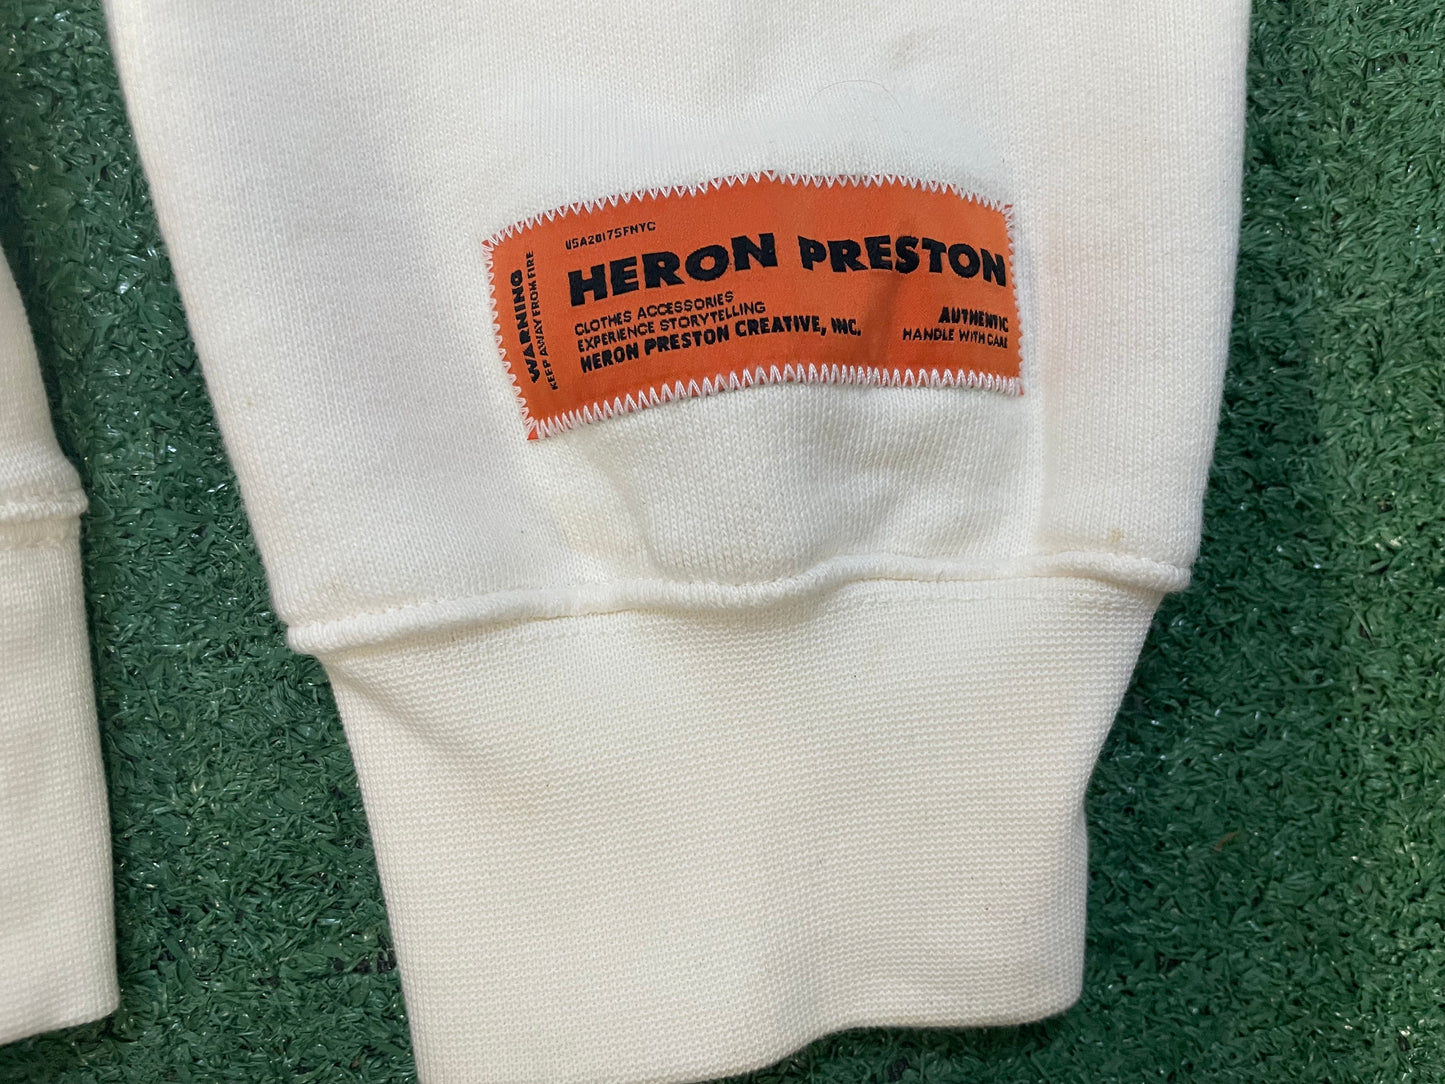 USA20175FNYC
HERON PRESTON
WARNING
KEEP AWAY FROM FIRE
CLOTHES ACCESSORIES
EXPERIENCE STORYTELLING
HERON PRESTON CREATIVE, INC.
AUTHENTIC
HANDLE WITH CARE